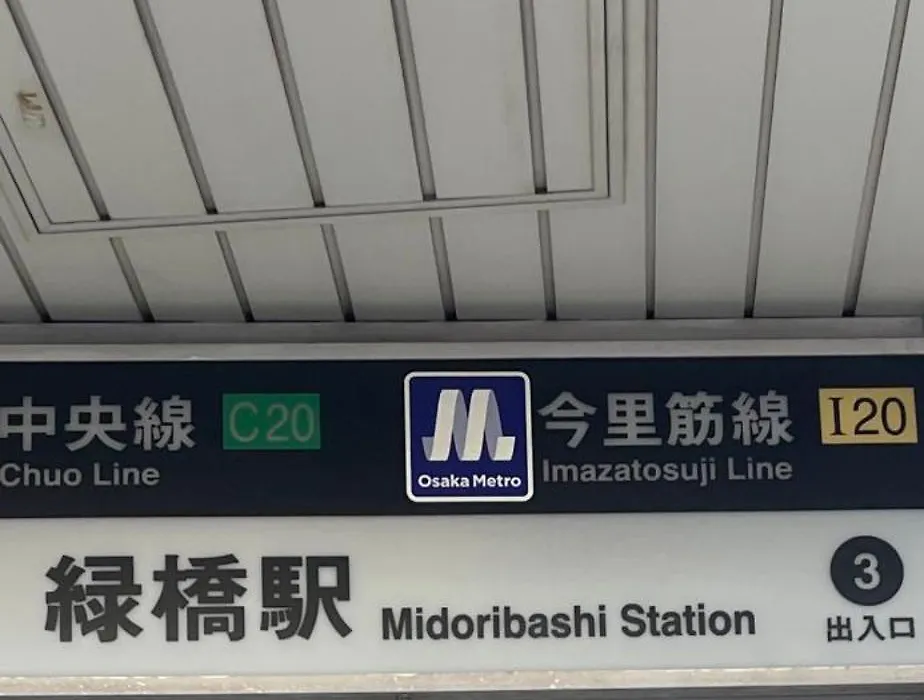 中央線 C20
Chuo Line
Osaka Metro
今里筋線 I20
Imazatosuji Line
緑橋駅 Midoribashi Station
3
出入口